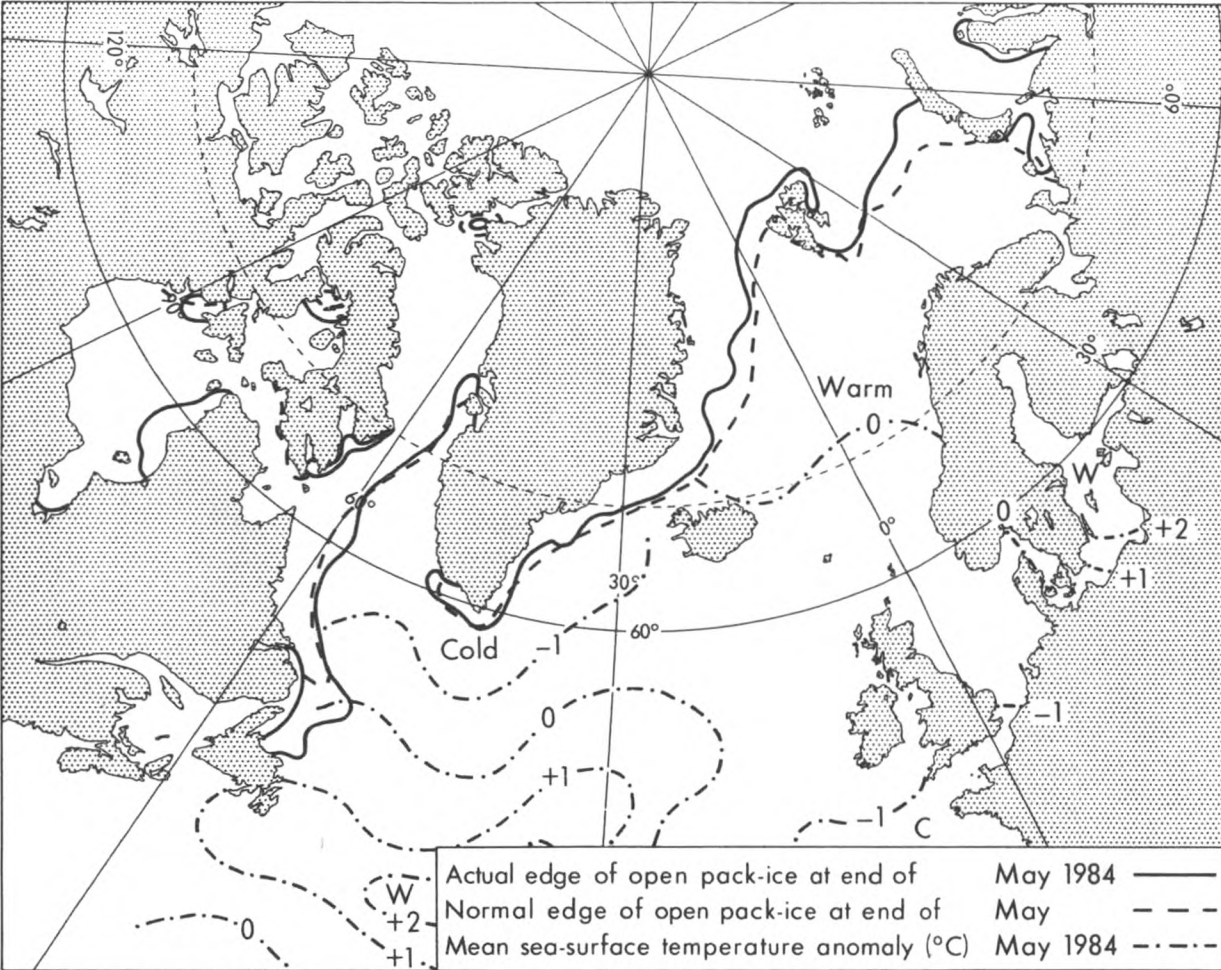 120°
60°
Warm
0
30°
W
0
+2
+1
60°
0°
30°
60°
Cold
-1
0
-1
+1
-1
C
W
+2
0
+1
Actual edge of open pack-ice at end of May 1984
Normal edge of open pack-ice at end of May
Mean sea-surface temperature anomaly (°C) May 1984